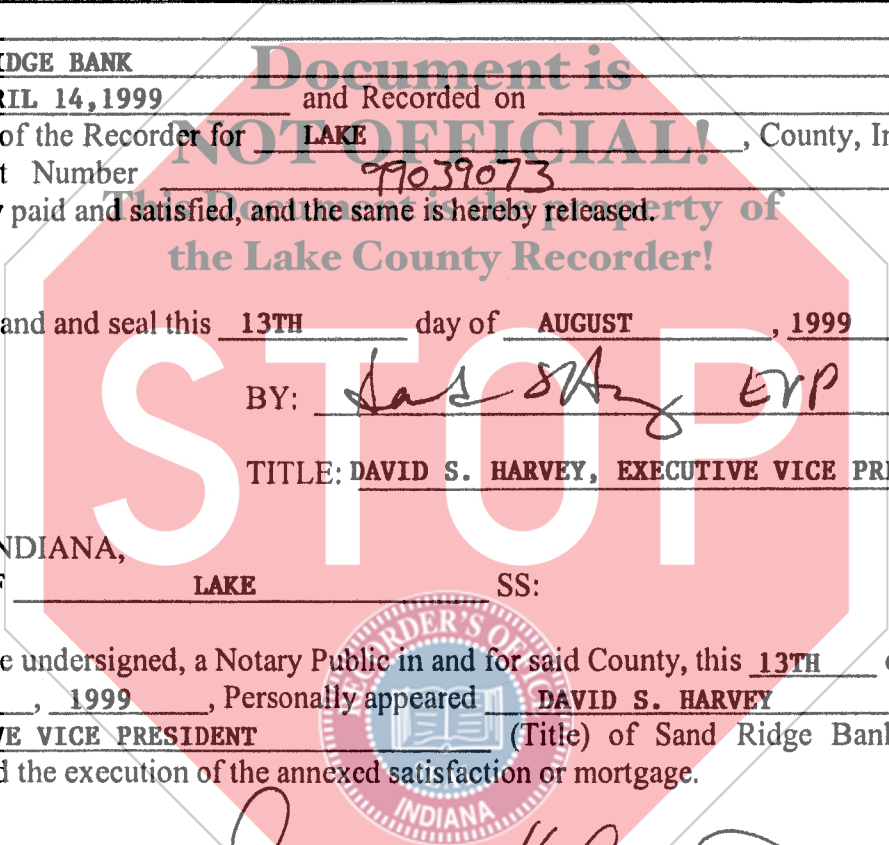 IDGE BANK
Document is
RIL 14,1999 and Recorded on
of the Recorder for LAKE , County, In
NOT OFFICIAL!
t Number 99039073
This Document is the property of
y paid and satisfied, and the same is hereby released.
the Lake County Recorder!
and and seal this 13TH day of AUGUST , 1999
STOP
BY: EVP
TITLE: DAVID S. HARVEY, EXECUTIVE VICE PRE
NDIANA,
F LAKE SS:
RECORDER'S OFFICE
e undersigned, a Notary Public in and for said County, this 13TH
, 1999 , Personally appeared DAVID S. HARVEY
VE VICE PRESIDENT (Title) of Sand Ridge Bank
d the execution of the annexed satisfaction or mortgage.
INDIANA